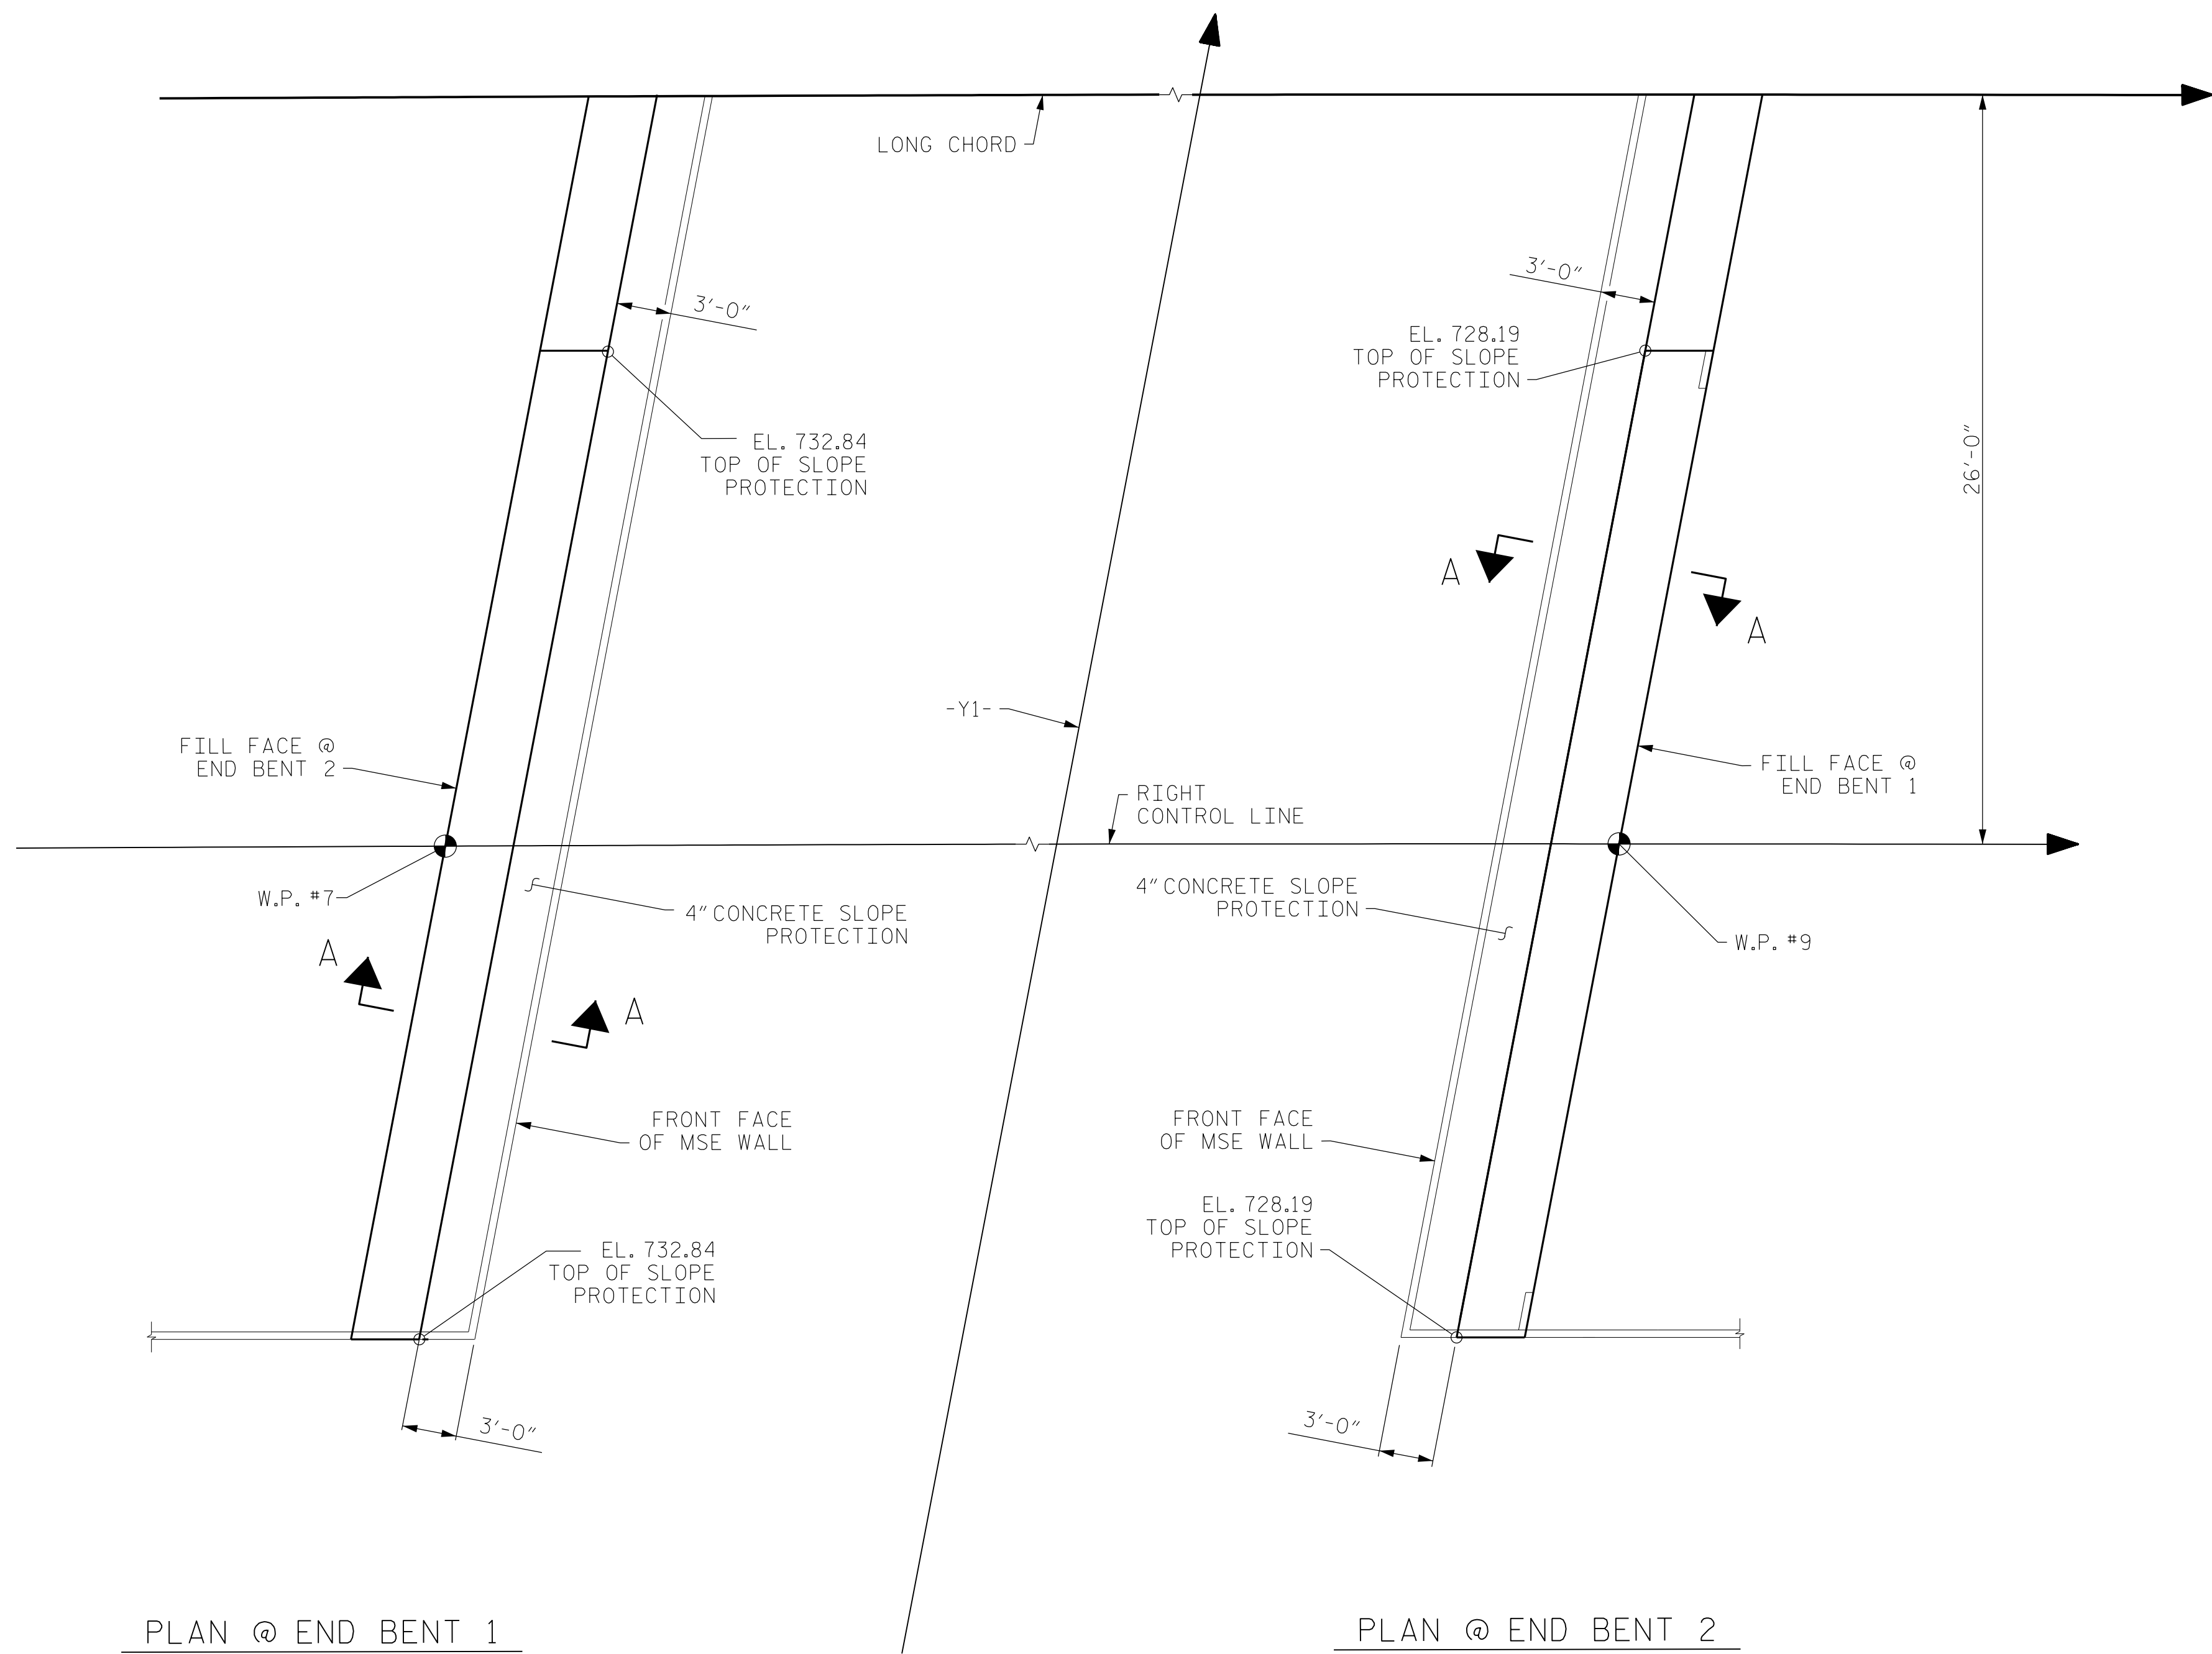 LONG CHORD
3'-0"
3'-0"
EL. 728.19
TOP OF SLOPE
PROTECTION
EL. 732.84
TOP OF SLOPE
PROTECTION
26'-0"
A
A
-Y1-
FILL FACE @
END BENT 2
FILL FACE @
END BENT 1
RIGHT
CONTROL LINE
W.P. #7
4" CONCRETE SLOPE
PROTECTION
4" CONCRETE SLOPE
PROTECTION
W.P. #9
A
A
FRONT FACE
OF MSE WALL
FRONT FACE
OF MSE WALL
EL. 728.19
TOP OF SLOPE
PROTECTION
EL. 732.84
TOP OF SLOPE
PROTECTION
3'-0"
3'-0"
PLAN @ END BENT 1
PLAN @ END BENT 2